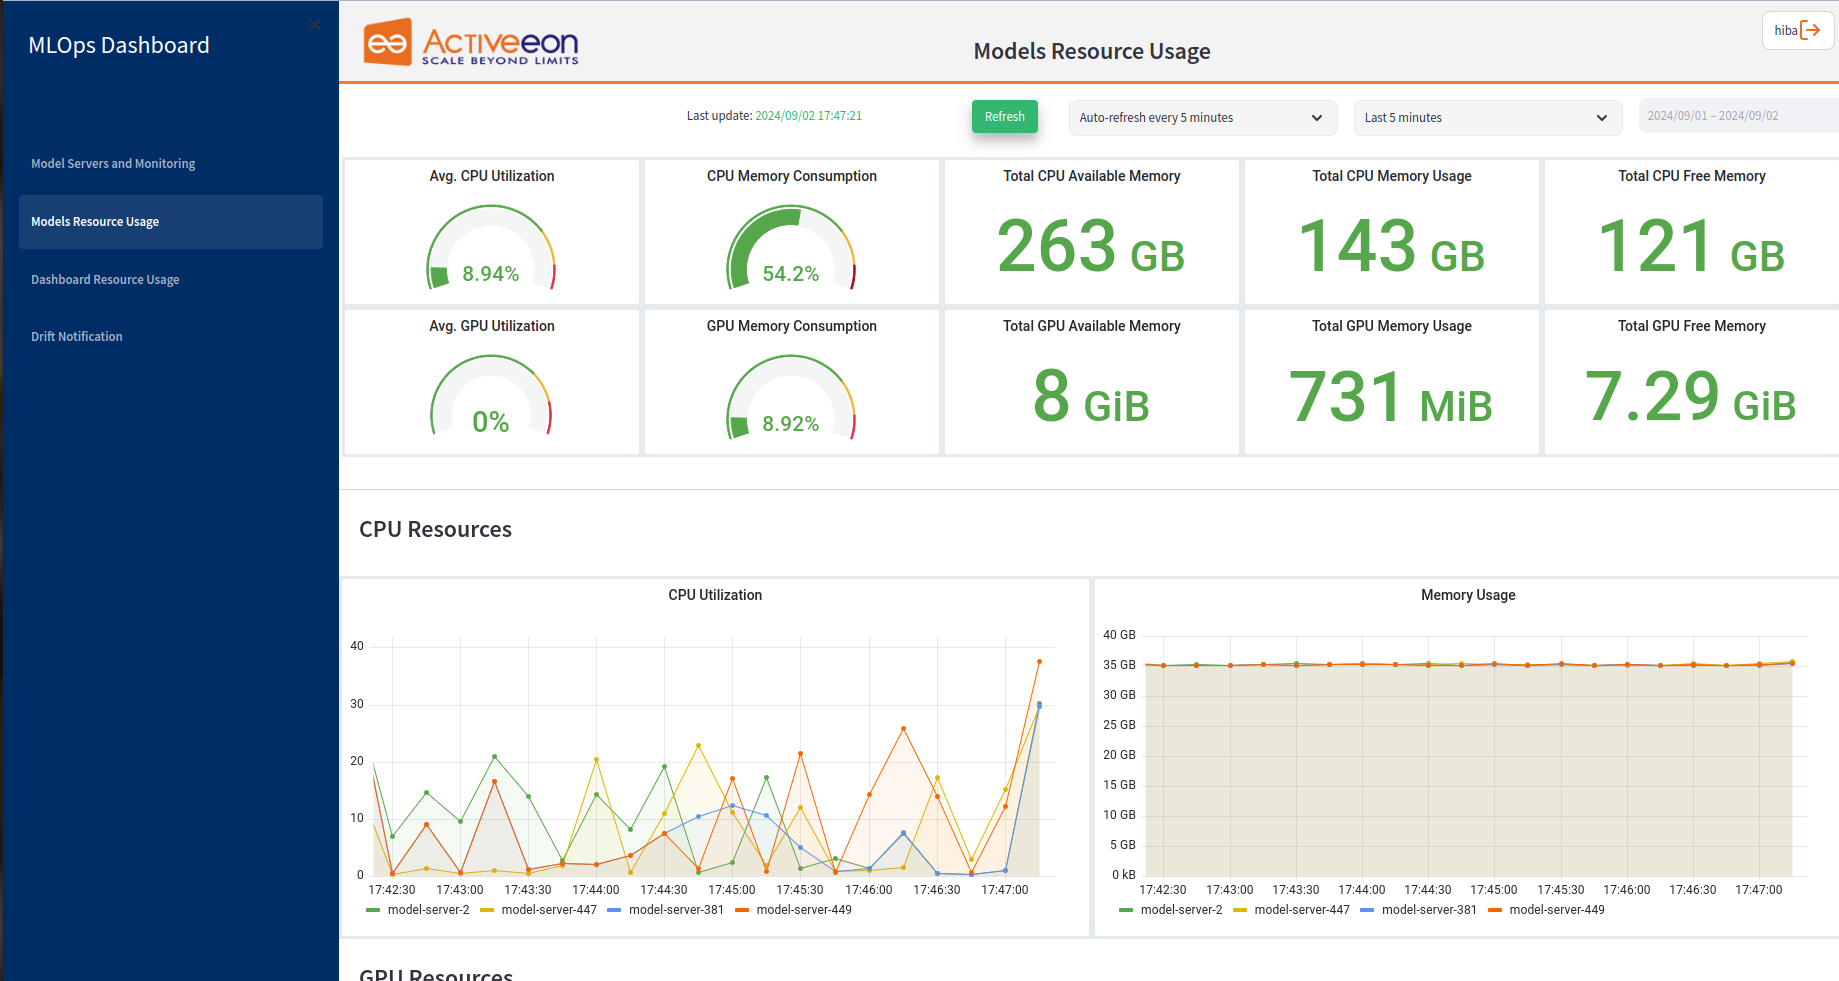 MLOps Dashboard
Model Servers and Monitoring
Models Resource Usage
Dashboard Resource Usage
Drift Notification
Activeeon
SCALE BEYOND LIMITS
Models Resource Usage
hiba
Last update: 2024/09/02 17:47:21
Refresh
Auto-refresh every 5 minutes
Last 5 minutes
2024/09/01 – 2024/09/02
Avg. CPU Utilization
8.94%
CPU Memory Consumption
54.2%
Total CPU Available Memory
263 GB
Total CPU Memory Usage
143 GB
Total CPU Free Memory
121 GB
Avg. GPU Utilization
0%
GPU Memory Consumption
8.92%
Total GPU Available Memory
8 GiB
Total GPU Memory Usage
731 MiB
Total GPU Free Memory
7.29 GiB
CPU Resources
CPU Utilization
40
30
20
10
0
17:42:30 17:43:00 17:43:30 17:44:00 17:44:30 17:45:00 17:45:30 17:46:00 17:46:30 17:47:00
model-server-2 model-server-447 model-server-381 model-server-449
Memory Usage
40 GB
35 GB
30 GB
25 GB
20 GB
15 GB
10 GB
5 GB
0 kB
17:42:30 17:43:00 17:43:30 17:44:00 17:44:30 17:45:00 17:45:30 17:46:00 17:46:30 17:47:00
model-server-2 model-server-447 model-server-381 model-server-449
GPU Resources